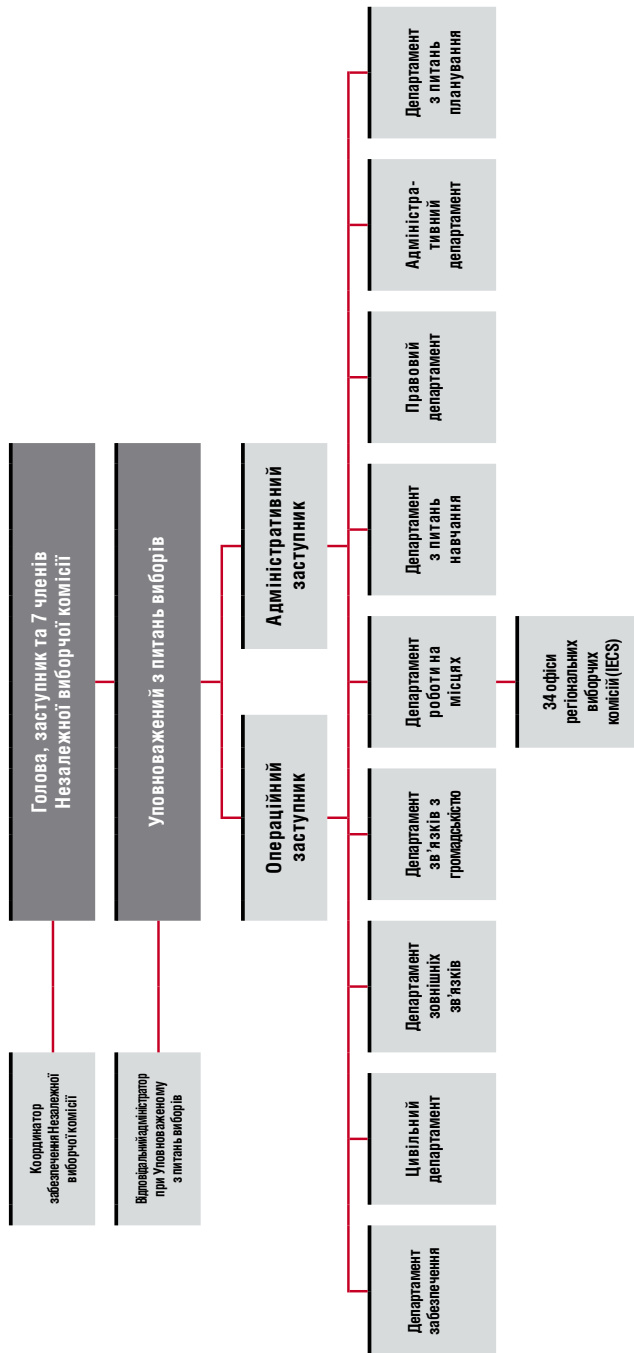 Голова, заступник та 7 членів
Незалежної виборчої комісії
Координатор
забезпечення Незалежної
виборчої комісії
Уповноважений з питань виборів
Відповідальний адміністратор
при Уповноваженому
з питань виборів
Операційний
заступник
Адміністративний
заступник
Департамент
забезпечення
Цивільний
департамент
Департамент
зовнішніх
зв’язків
Департамент
зв’язків з
громадськістю
Департамент
роботи на
місцях
Департамент
з питань
навчання
Правовий
департамент
Адміністра-
тивний
департамент
Департамент
з питань
планування
34 офіси
регіональних
виборчих
комісій (IECS)